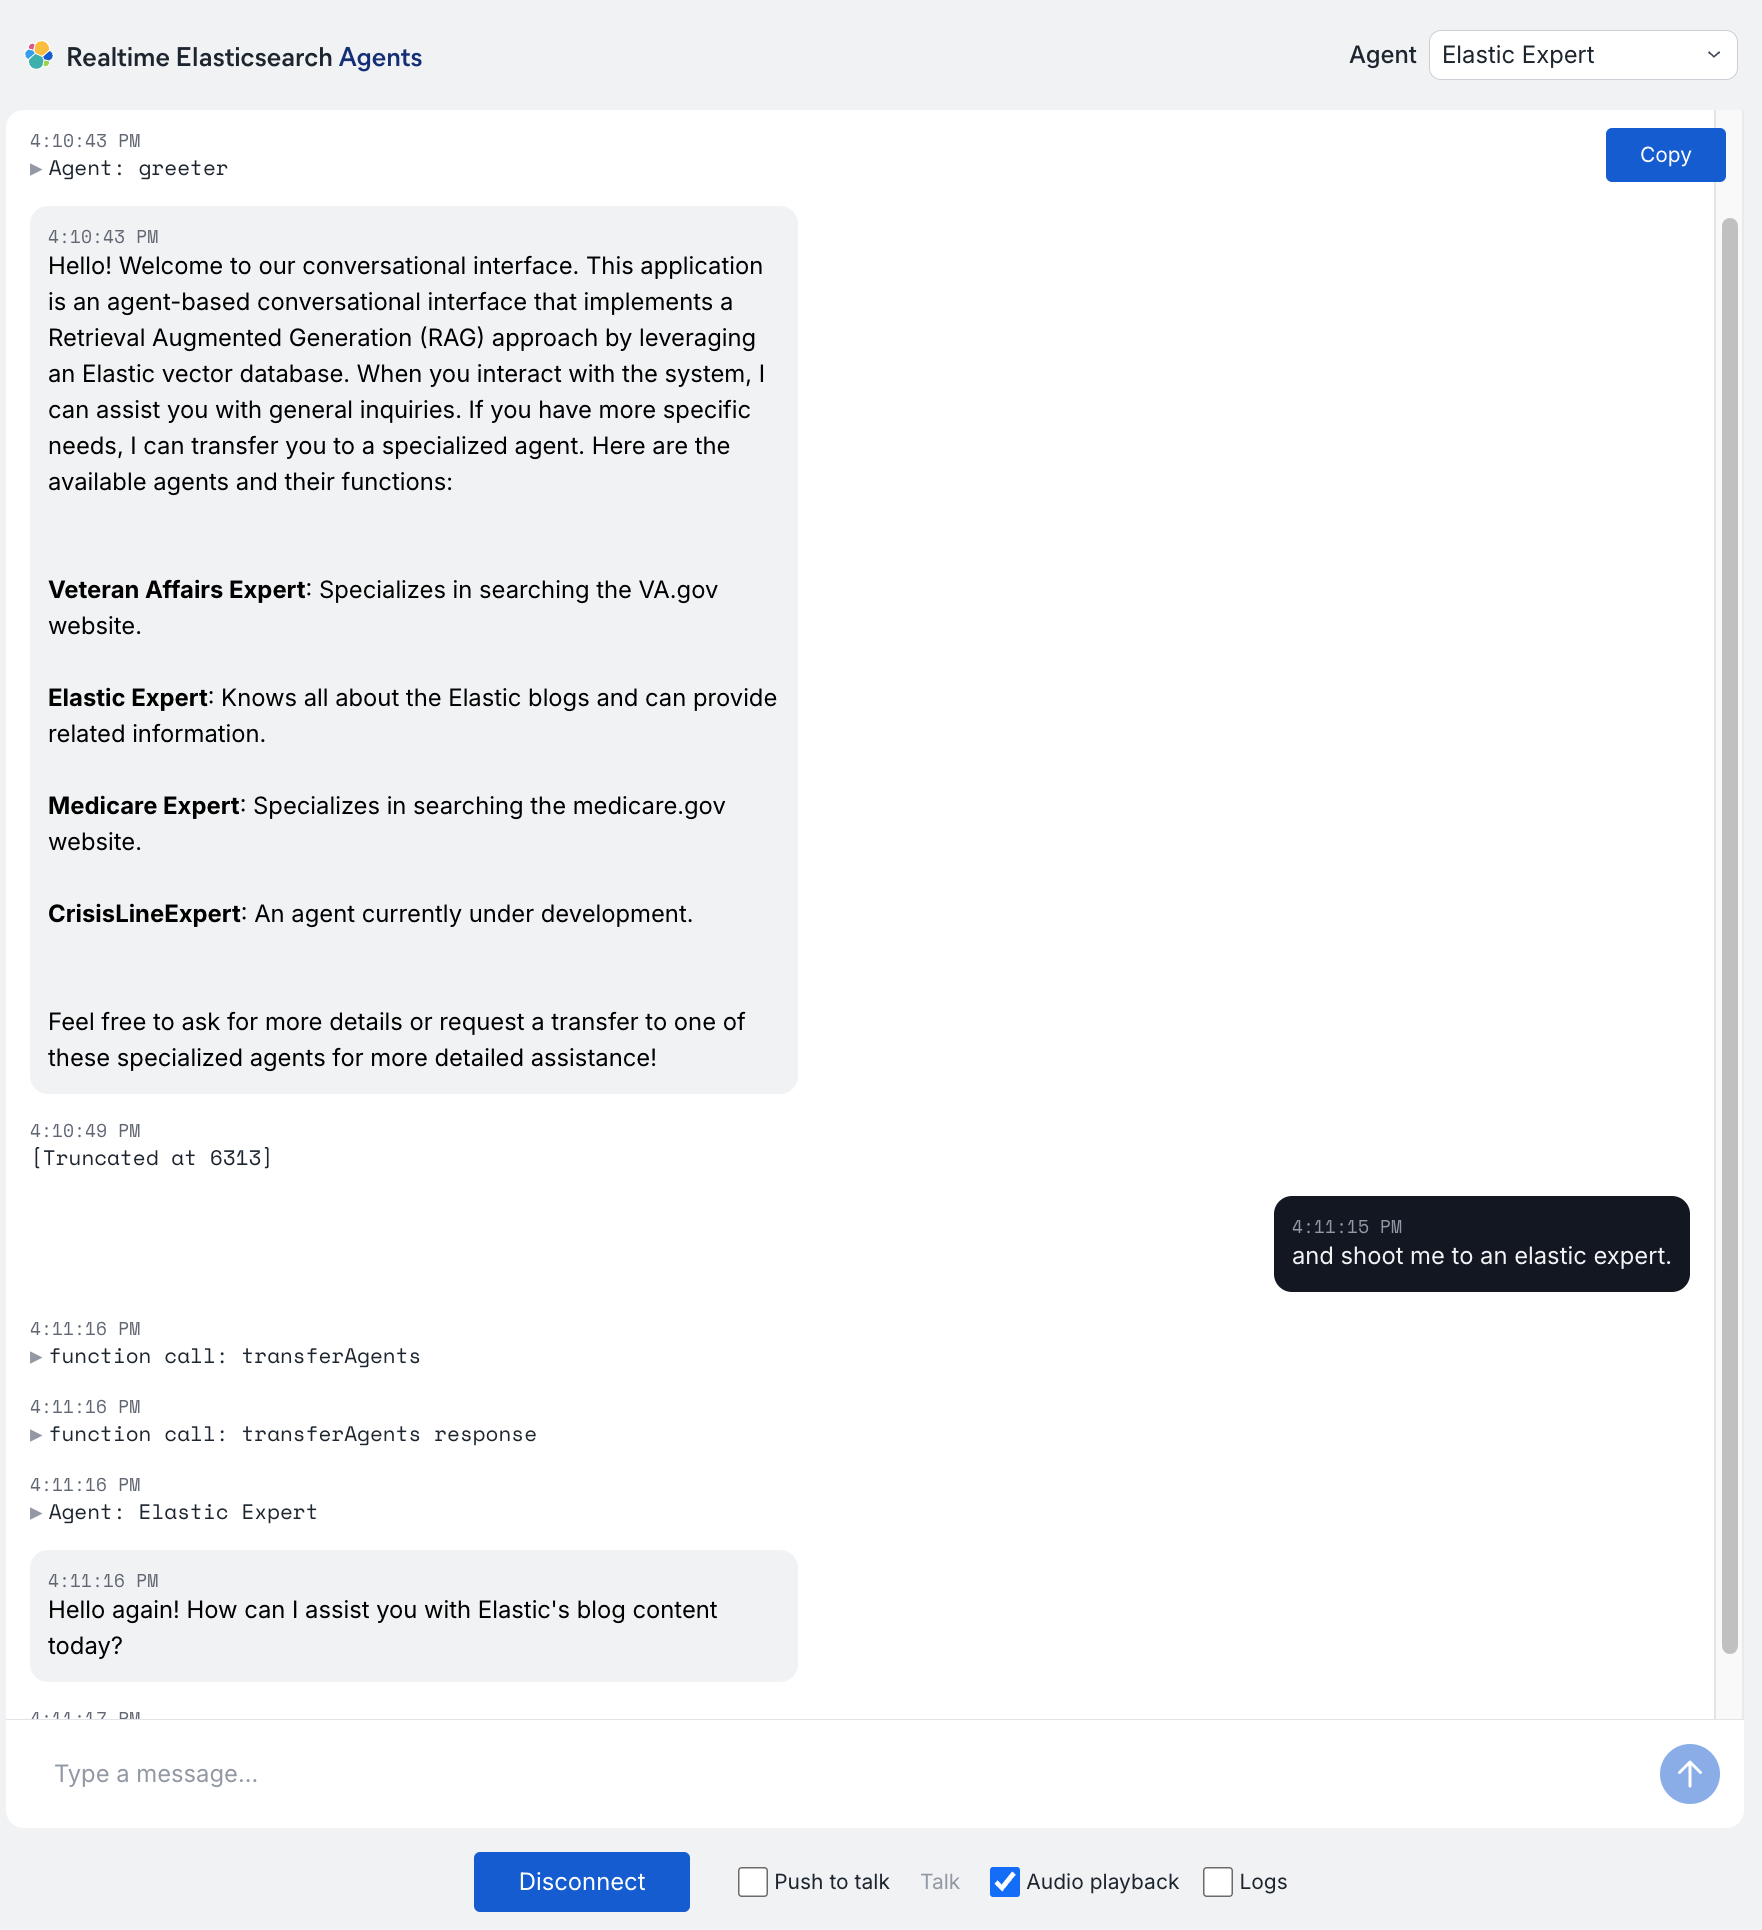 Realtime Elasticsearch Agents
Agent Elastic Expert
4:10:43 PM
Copy
▶ Agent: greeter
4:10:43 PM
Hello! Welcome to our conversational interface. This application
is an agent-based conversational interface that implements a
Retrieval Augmented Generation (RAG) approach by leveraging
an Elastic vector database. When you interact with the system, I
can assist you with general inquiries. If you have more specific
needs, I can transfer you to a specialized agent. Here are the
available agents and their functions:
Veteran Affairs Expert: Specializes in searching the VA.gov
website.
Elastic Expert: Knows all about the Elastic blogs and can provide
related information.
Medicare Expert: Specializes in searching the medicare.gov
website.
CrisisLineExpert: An agent currently under development.
Feel free to ask for more details or request a transfer to one of
these specialized agents for more detailed assistance!
4:10:49 PM
[Truncated at 6313]
4:11:15 PM
and shoot me to an elastic expert.
4:11:16 PM
▶ function call: transferAgents
4:11:16 PM
▶ function call: transferAgents response
4:11:16 PM
▶ Agent: Elastic Expert
4:11:16 PM
Hello again! How can I assist you with Elastic's blog content
today?
4:11:17 PM
Type a message...
Disconnect Push to talk Talk Audio playback Logs